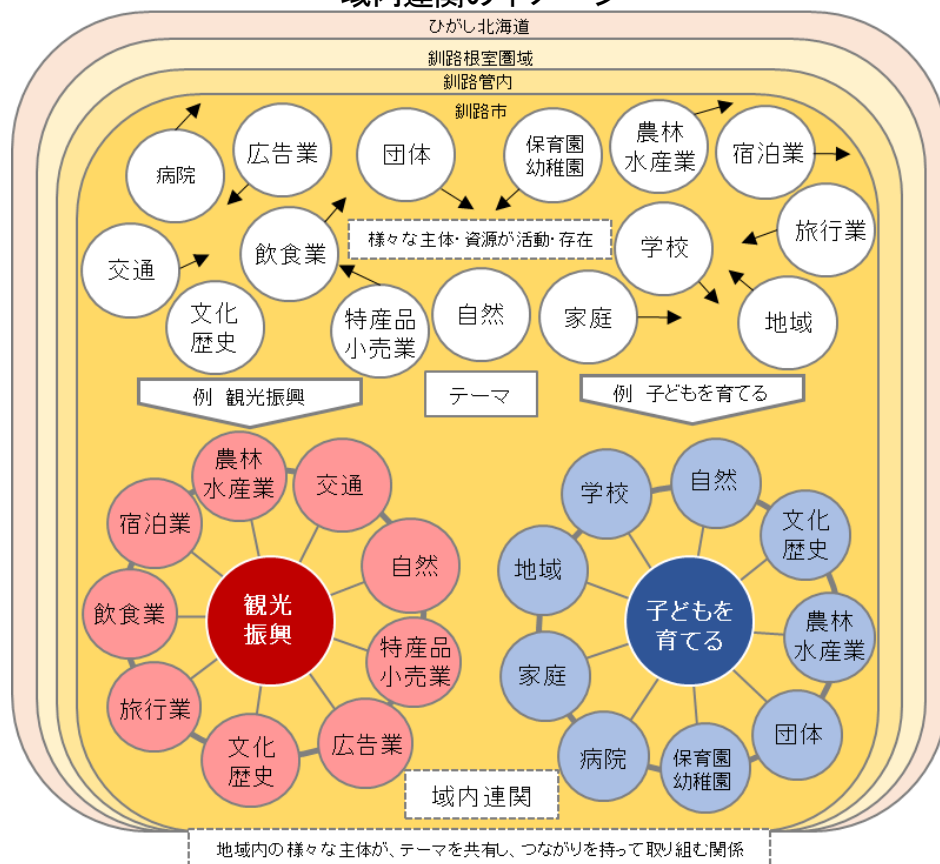 域内連関のイメージ
ひがし北海道
釧路根室圏域
釧路管内
釧路市
病院
広告業
団体
保育園
幼稚園
農林
水産業
宿泊業
交通
飲食業
様々な主体・資源が活動・存在
学校
旅行業
文化
歴史
特産品
小売業
自然
家庭
地域
例 観光振興
テーマ
例 子どもを育てる
農林
水産業
交通
宿泊業
自然
飲食業
観光
振興
特産品
小売業
旅行業
文化
歴史
広告業
学校
自然
文化
歴史
地域
子どもを
育てる
農林
水産業
家庭
団体
病院
保育園
幼稚園
域内連関
地域内の様々な主体が、テーマを共有し、つながりを持って取り組む関係